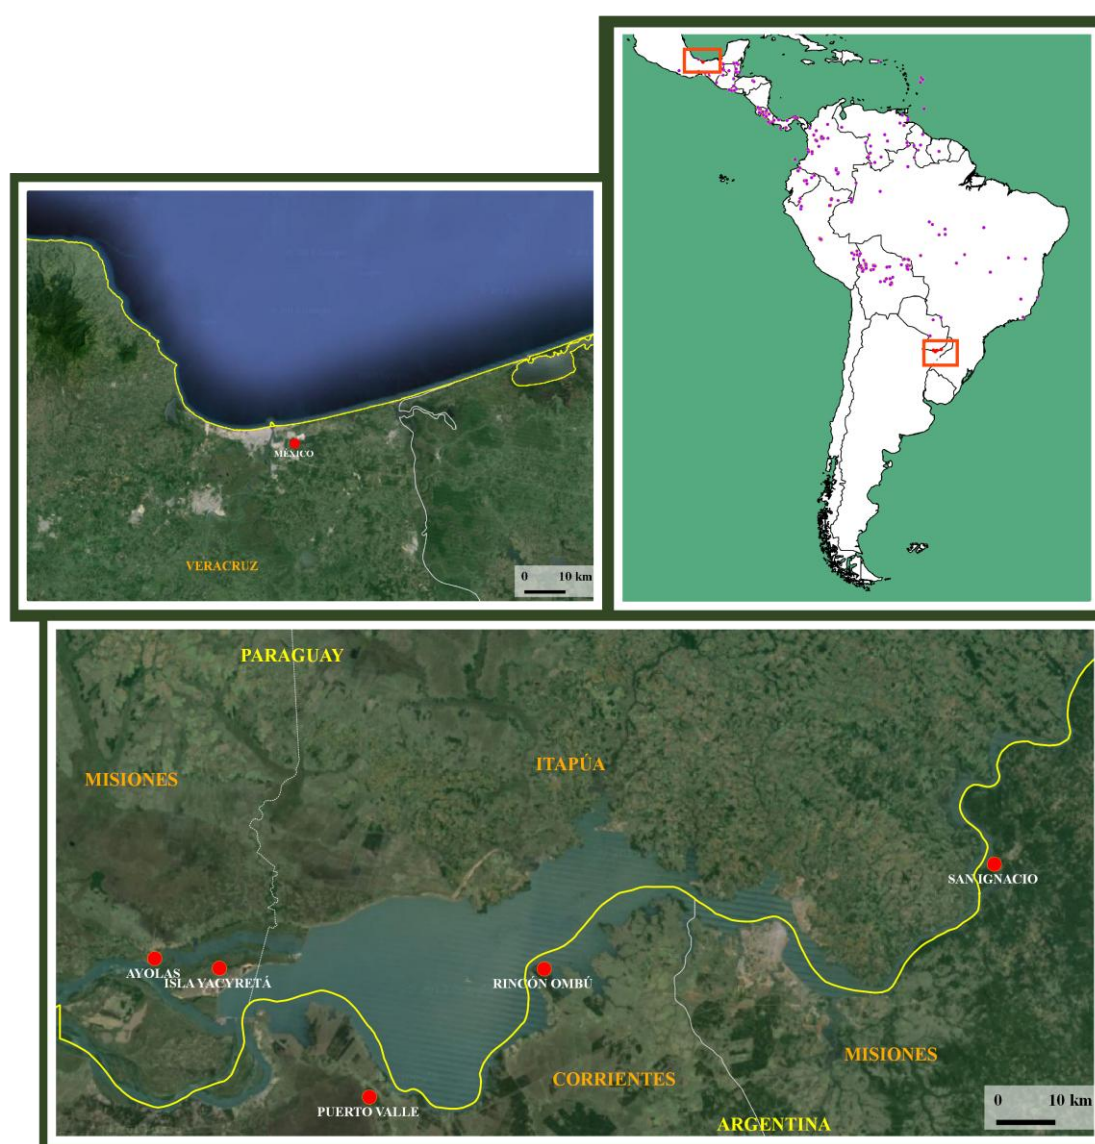 MÉXICO
VERACRUZ
0 10 km
PARAGUAY
MISIONES
ITAPÚA
SAN IGNACIO
AYOLAS
ISLA YACYRETÁ
RINCÓN OMBÚ
MISIONES
CORRIENTES
PUERTO VALLE
ARGENTINA
0 10 km